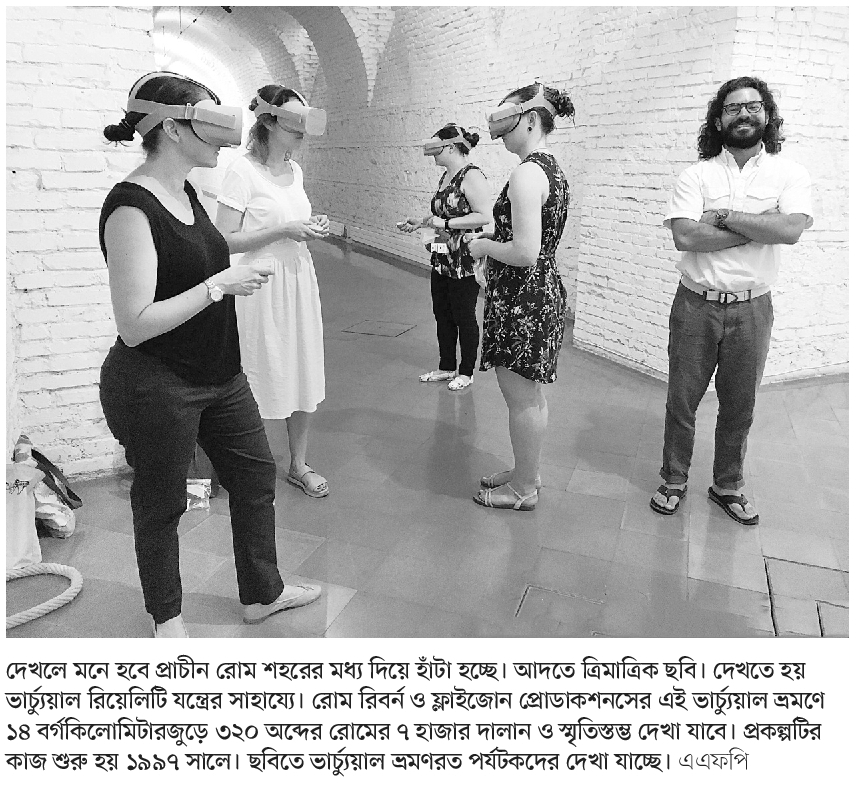 দেখলে মনে হবে প্রাচীন রোম শহরের মধ্য দিয়ে হাঁটা হচ্ছে। আদতে ত্রিমাত্রিক ছবি। দেখতে হয়
ভার্চ্যুয়াল রিয়েলিটি যন্ত্রের সাহায্যে। রোম রিবর্ন ও ফ্লাইজোন প্রোডাকশনসের এই ভার্চ্যুয়াল ভ্রমণে
১৪ বর্গকিলোমিটারজুড়ে ৩২০ অব্দের রোমের ৭ হাজার দালান ও স্মৃতিস্তম্ভ দেখা যাবে। প্রকল্পটির
কাজ শুরু হয় ১৯৯৭ সালে। ছবিতে ভার্চ্যুয়াল ভ্রমণরত পর্যটকদের দেখা যাচ্ছে। এএফপি